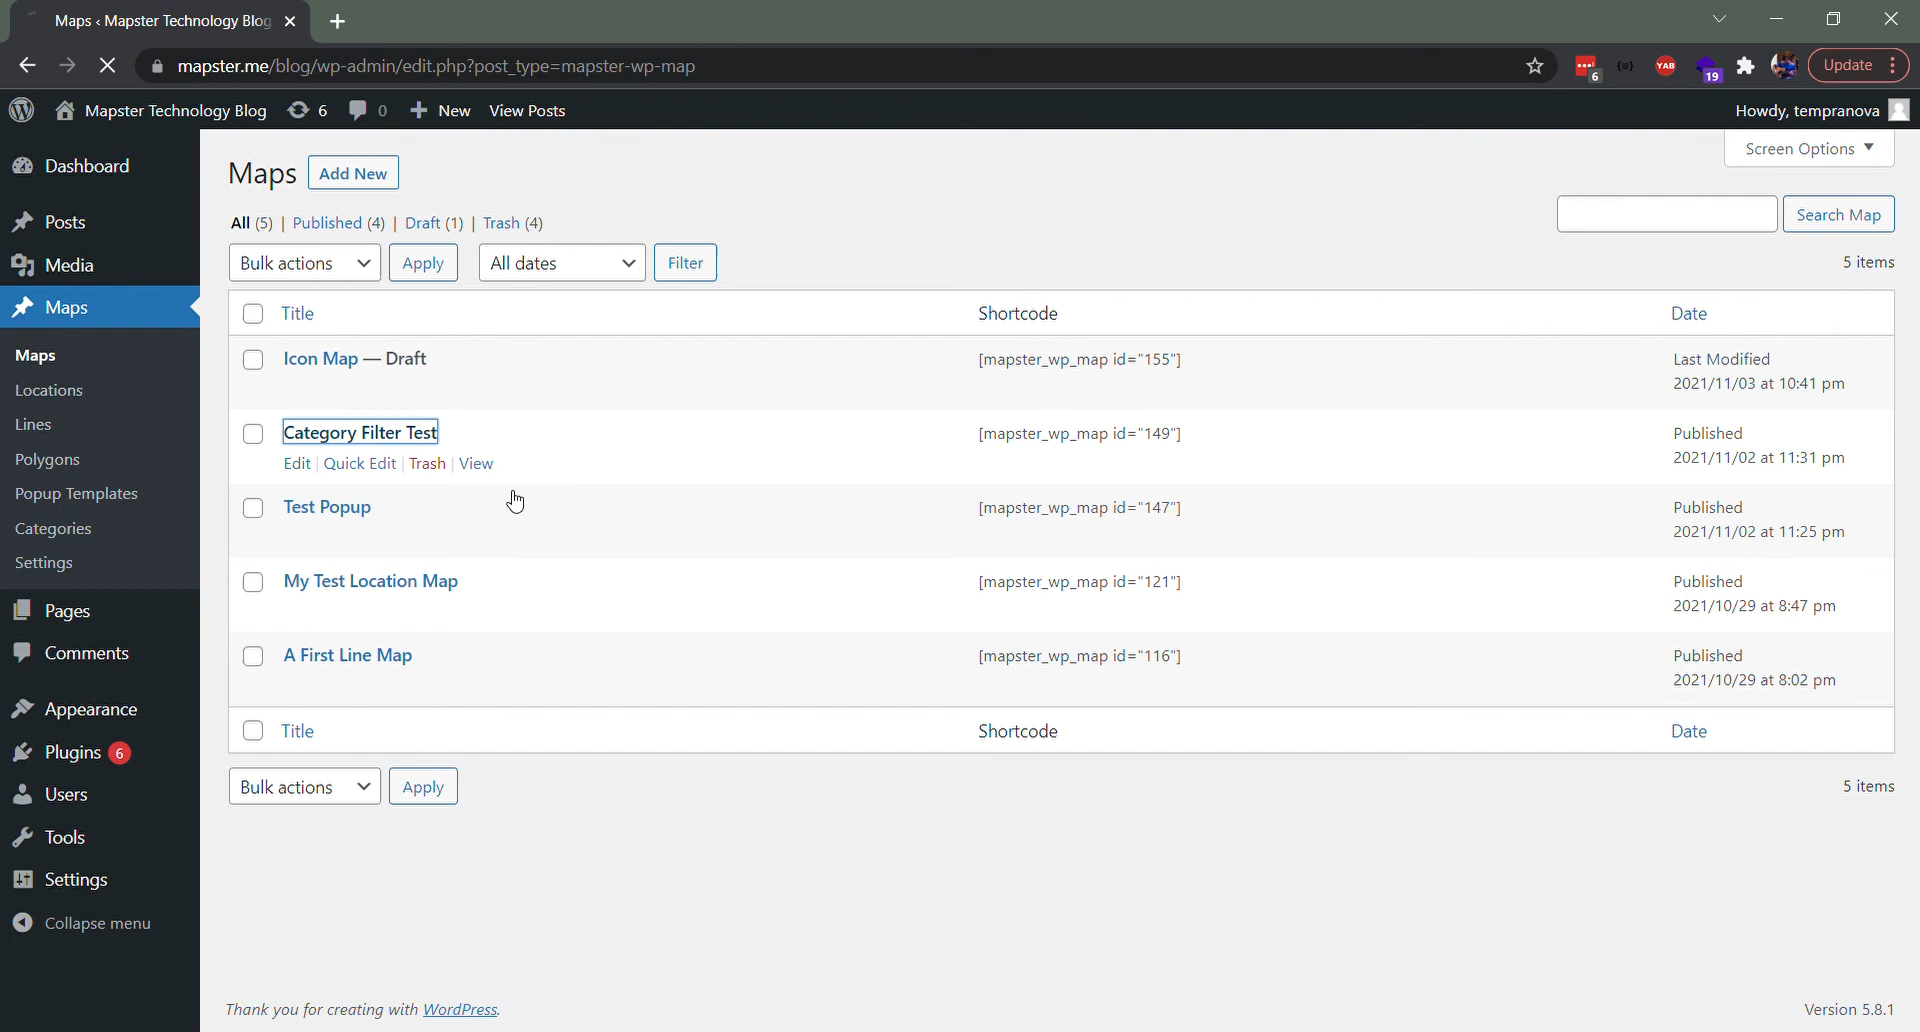 Maps ‹ Mapster Technology Blog
mapster.me/blog/wp-admin/edit.php?post_type=mapster-wp-map
6
YAB
19
Update
Mapster Technology Blog 6 0 New View Posts
Howdy, tempranova
Dashboard
Posts
Media
Maps
Maps
Locations
Lines
Polygons
Popup Templates
Categories
Settings
Pages
Comments
Appearance
Plugins 6
Users
Tools
Settings
Collapse menu
Screen Options
Maps Add New
All (5) | Published (4) | Draft (1) | Trash (4)
Search Map
Bulk actions Apply All dates Filter
5 items
Title Shortcode Date
Icon Map — Draft [mapster_wp_map id="155"] Last Modified
2021/11/03 at 10:41 pm
Category Filter Test [mapster_wp_map id="149"] Published
Edit | Quick Edit | Trash | View 2021/11/02 at 11:31 pm
Test Popup [mapster_wp_map id="147"] Published
2021/11/02 at 11:25 pm
My Test Location Map [mapster_wp_map id="121"] Published
2021/10/29 at 8:47 pm
A First Line Map [mapster_wp_map id="116"] Published
2021/10/29 at 8:02 pm
Title Shortcode Date
Bulk actions Apply
5 items
Thank you for creating with WordPress.
Version 5.8.1